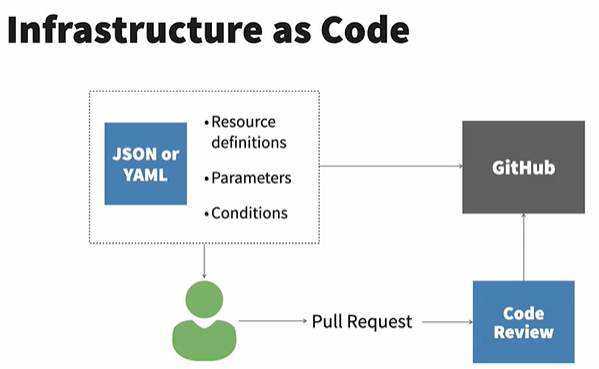 Infrastructure as Code
JSON or
YAML
•Resource
definitions
•Parameters
•Conditions
GitHub
Pull Request
Code
Review